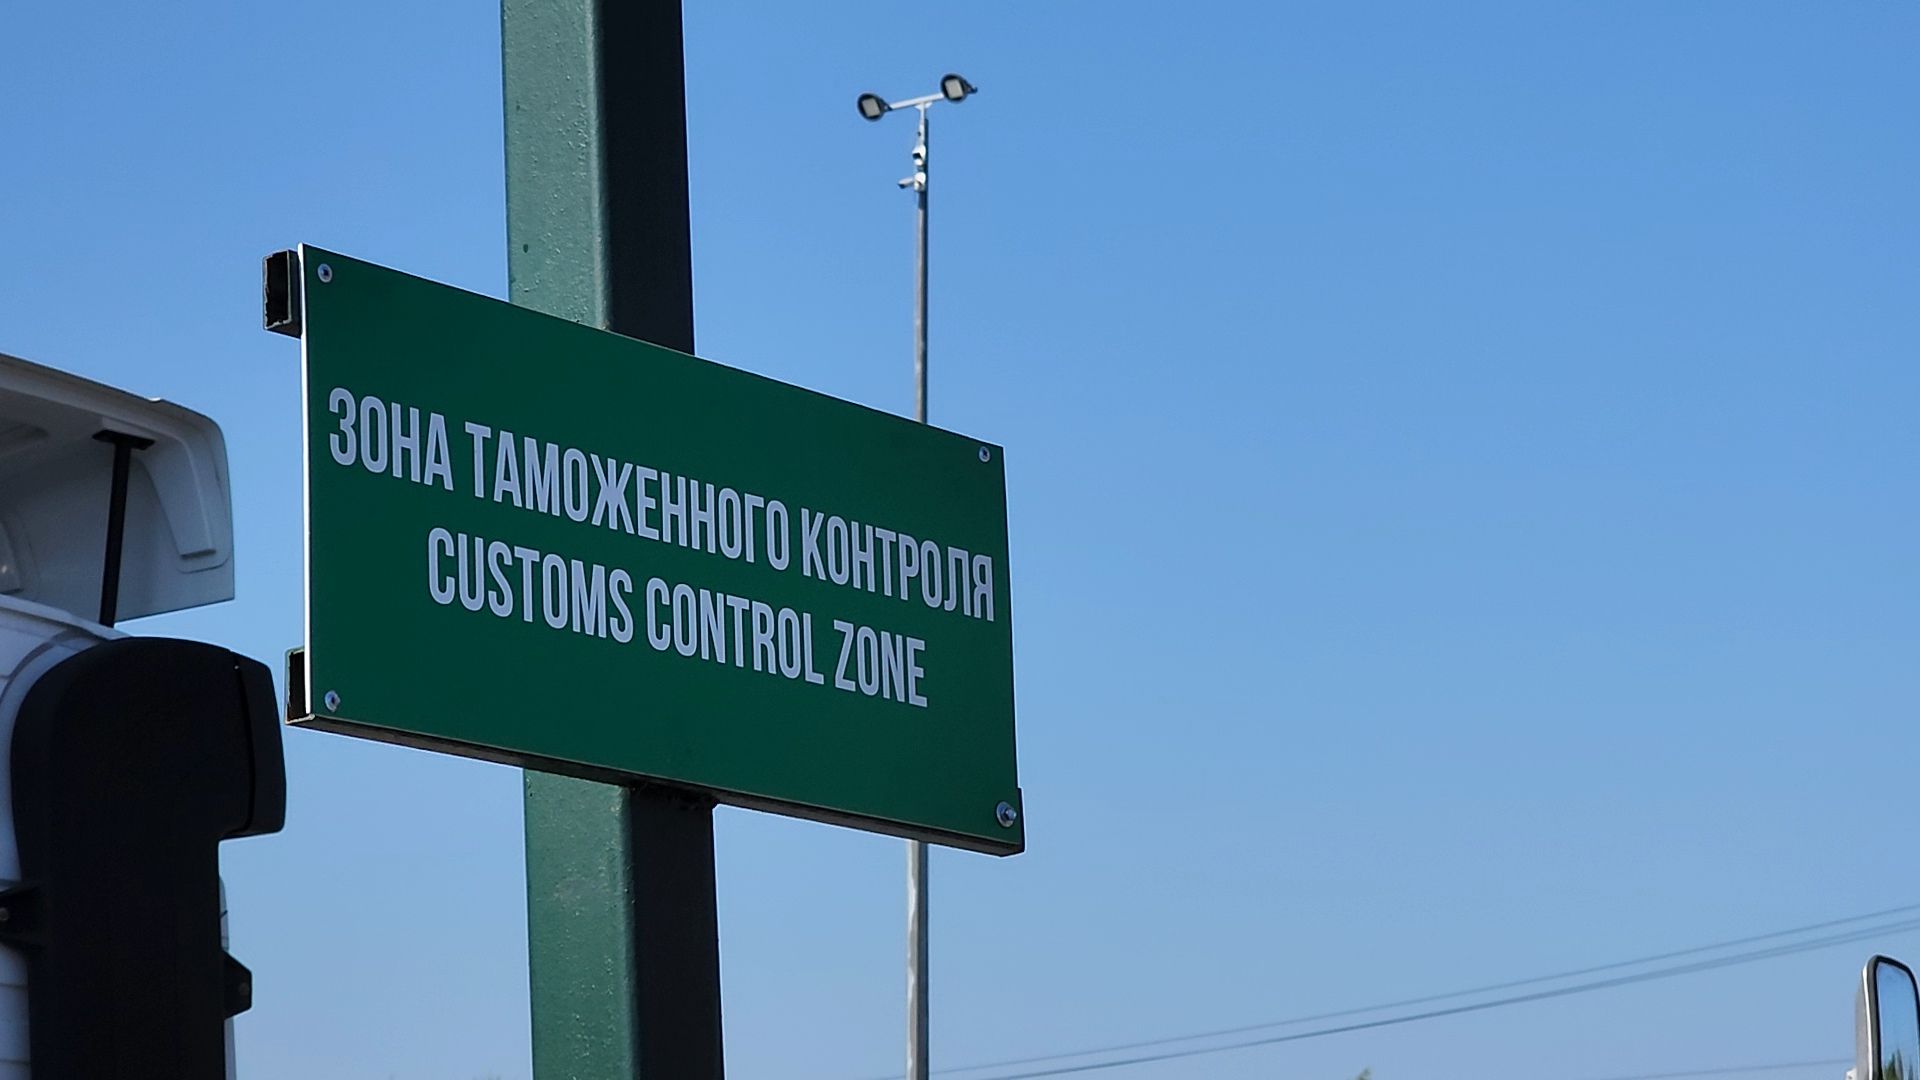 ЗОНА ТАМОЖЕННОГО КОНТРОЛЯ
CUSTOMS CONTROL ZONE